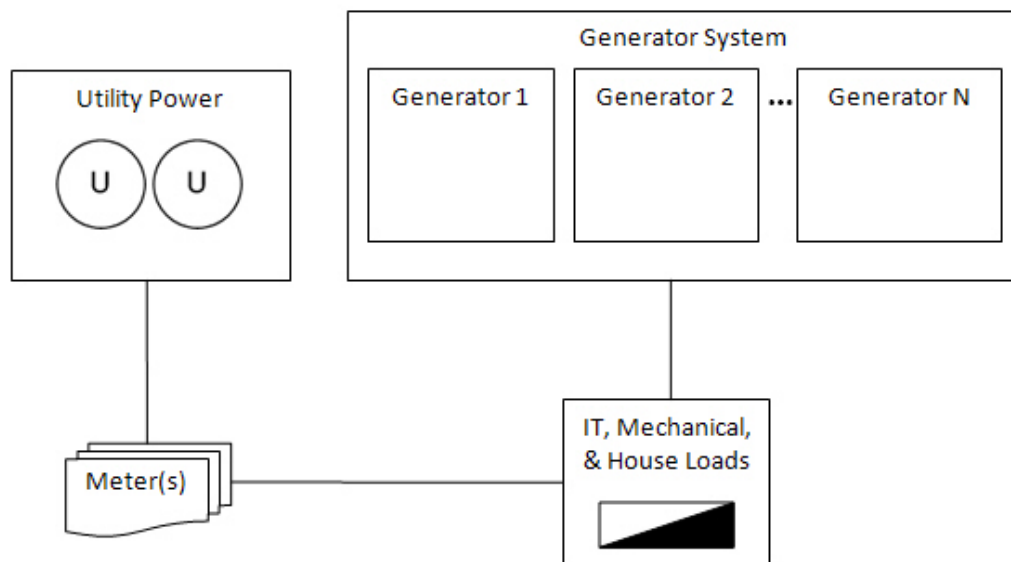 Generator System
Utility Power
Generator 1
Generator 2
...
Generator N
U
U
IT, Mechanical,
& House Loads
Meter(s)